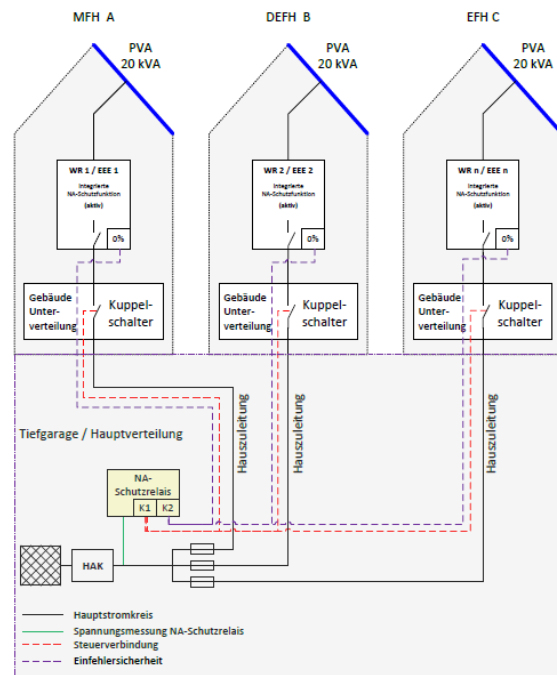 MFH A
DEFH B
EFH C
PVA
20 kVA
PVA
20 kVA
PVA
20 kVA
WR 1 / EEE 1
Integrierte
NA-Schutzfunktion
(aktiv)
0%
WR 2 / EEE 2
Integrierte
NA-Schutzfunktion
(aktiv)
0%
WR n / EEE n
Integrierte
NA-Schutzfunktion
(aktiv)
0%
Gebäude
Unter-
verteilung
Kuppel-
schalter
Gebäude
Unter-
verteilung
Kuppel-
schalter
Gebäude
Unter-
verteilung
Kuppel-
schalter
Tiefgarage / Hauptverteilung
Hauszuleitung
Hauszuleitung
Hauszuleitung
NA-
Schutzrelais
K1
K2
HAK
Hauptstromkreis
Spannungsmessung NA-Schutzrelais
Steuerverbindung
Einfehlersicherheit